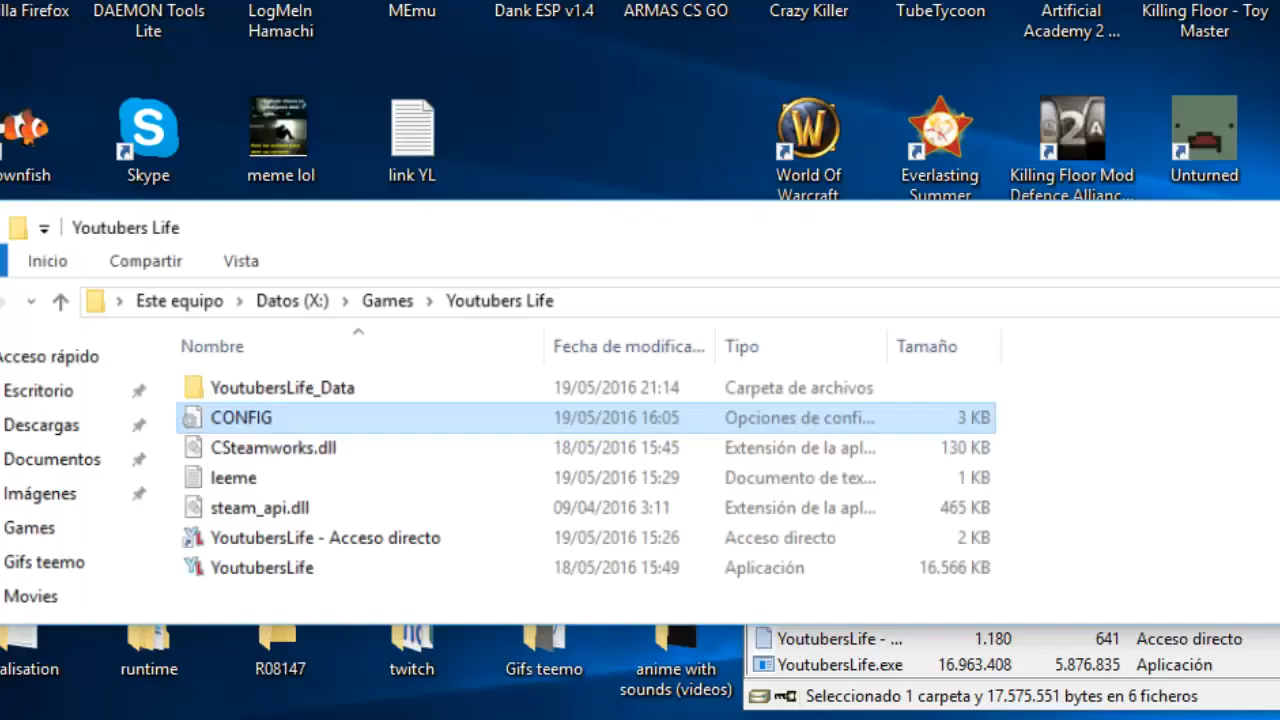 lla Firefox
DAEMON Tools
Lite
LogMeIn
Hamachi
MEmu
Dank ESP v1.4
ARMAS CS GO
Crazy Killer
TubeTycoon
Artificial
Academy 2 ...
Killing Floor - Toy
Master
ownfish
Skype
meme lol
link YL
World Of
Warcraft
Everlasting
Summer
Killing Floor Mod
Defence Allianc...
Unturned
Youtubers Life
Inicio
Compartir
Vista
Este equipo > Datos (X:) > Games > Youtubers Life
Acceso rápido
Escritorio
Descargas
Documentos
Imágenes
Games
Gifs teemo
Movies
Nombre Fecha de modifica... Tipo Tamaño
YoutubersLife_Data 19/05/2016 21:14 Carpeta de archivos
CONFIG 19/05/2016 16:05 Opciones de confi... 3 KB
CSteamworks.dll 18/05/2016 15:45 Extensión de la apl... 130 KB
leeme 19/05/2016 15:29 Documento de tex... 1 KB
steam_api.dll 09/04/2016 3:11 Extensión de la apl... 465 KB
YoutubersLife - Acceso directo 19/05/2016 15:26 Acceso directo 2 KB
YoutubersLife 18/05/2016 15:49 Aplicación 16.566 KB
alisation
runtime
R08147
twitch
Gifs teemo
anime with
sounds (videos)
YoutubersLife - ... 1.180 641 Acceso directo
YoutubersLife.exe 16.963.408 5.876.835 Aplicación
Seleccionado 1 carpeta y 17.575.551 bytes en 6 ficheros